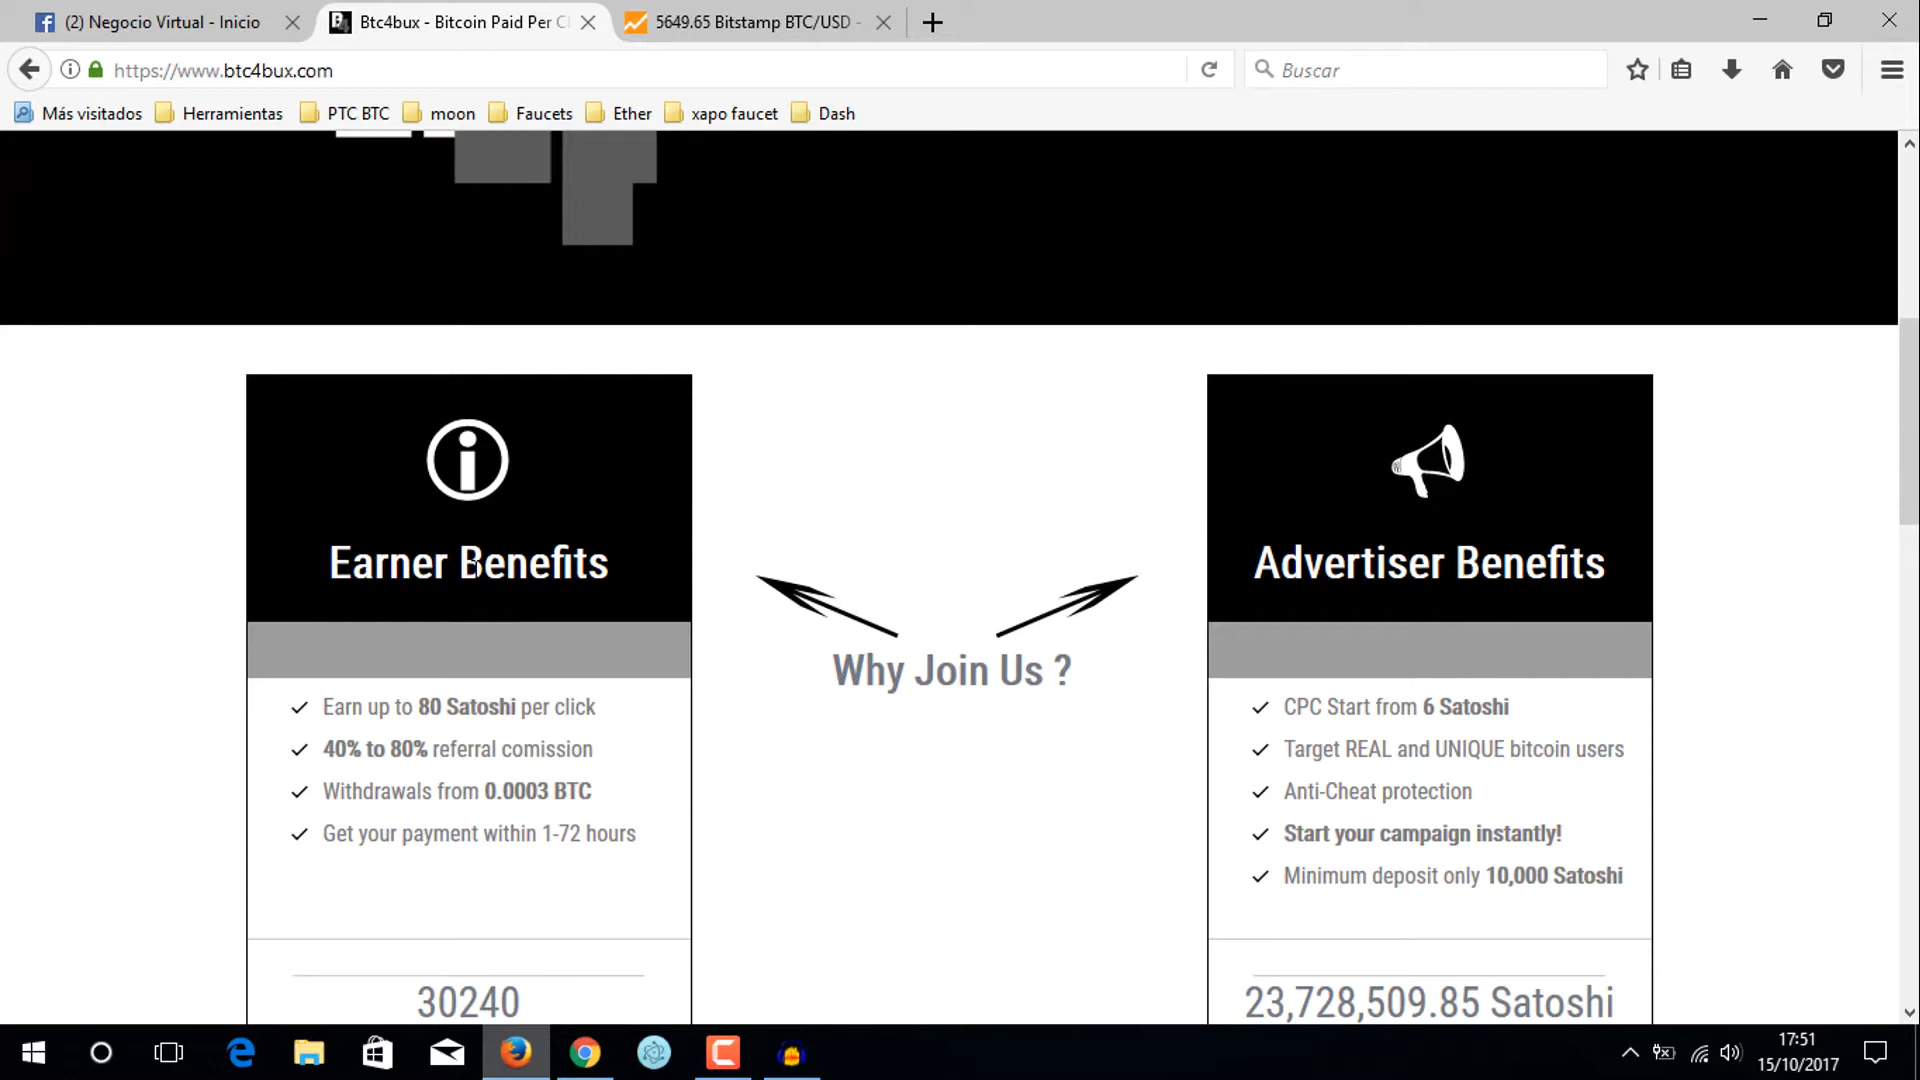 (2) Negocio Virtual - Inicio
Btc4bux - Bitcoin Paid Per C
5649.65 Bitstamp BTC/USD -
https://www.btc4bux.com
Buscar
Más visitados
Herramientas
PTC BTC
moon
Faucets
Ether
xapo faucet
Dash
Earner Benefits
Earn up to 80 Satoshi per click
40% to 80% referral comission
Withdrawals from 0.0003 BTC
Get your payment within 1-72 hours
30240
Why Join Us ?
Advertiser Benefits
CPC Start from 6 Satoshi
Target REAL and UNIQUE bitcoin users
Anti-Cheat protection
Start your campaign instantly!
Minimum deposit only 10,000 Satoshi
23,728,509.85 Satoshi
17:51
15/10/2017